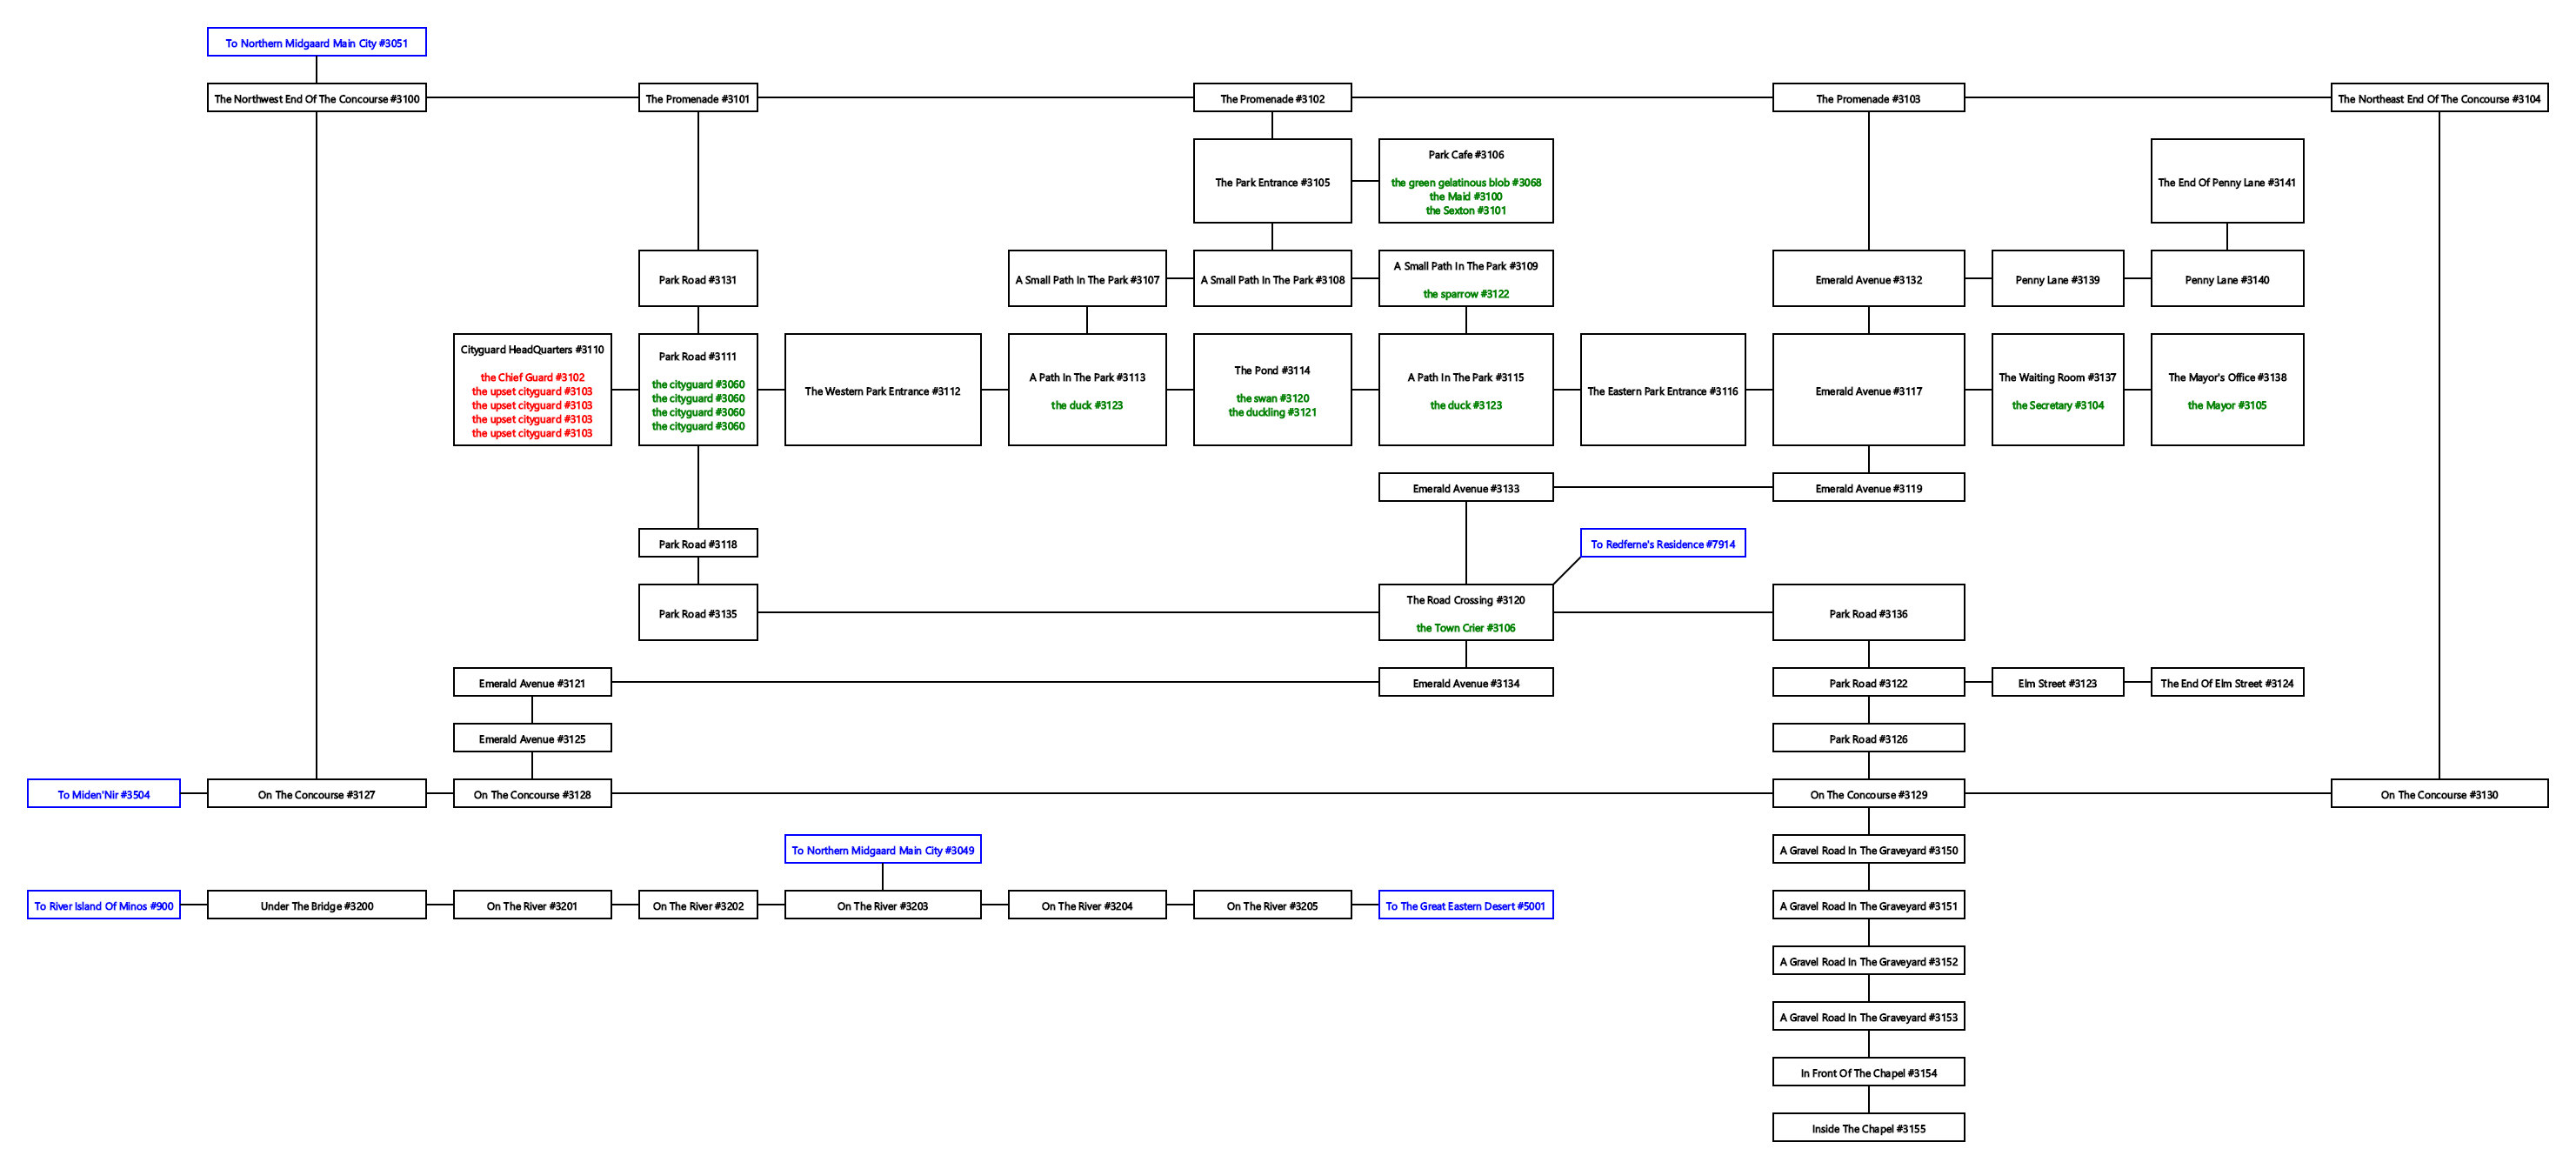 To Northern Midgaard Main City #3051
The Northwest End Of The Concourse #3100
The Promenade #3101
The Promenade #3102
The Promenade #3103
The Northeast End Of The Concourse #3104
The Park Entrance #3105
Park Cafe #3106
the green gelatinous blob #3068
the Maid #3100
the Sexton #3101
The End Of Penny Lane #3141
Park Road #3131
A Small Path In The Park #3107
A Small Path In The Park #3108
A Small Path In The Park #3109
the sparrow #3122
Emerald Avenue #3132
Penny Lane #3139
Penny Lane #3140
Cityguard HeadQuarters #3110
the Chief Guard #3102
the upset cityguard #3103
the upset cityguard #3103
the upset cityguard #3103
the upset cityguard #3103
Park Road #3111
the cityguard #3060
the cityguard #3060
the cityguard #3060
the cityguard #3060
The Western Park Entrance #3112
A Path In The Park #3113
the duck #3123
The Pond #3114
the swan #3120
the duckling #3121
A Path In The Park #3115
the duck #3123
The Eastern Park Entrance #3116
Emerald Avenue #3117
The Waiting Room #3137
the Secretary #3104
The Mayor's Office #3138
the Mayor #3105
Emerald Avenue #3133
Emerald Avenue #3119
Park Road #3118
To Redferne's Residence #7914
Park Road #3135
The Road Crossing #3120
the Town Crier #3106
Park Road #3136
Emerald Avenue #3121
Emerald Avenue #3134
Park Road #3122
Elm Street #3123
The End Of Elm Street #3124
Emerald Avenue #3125
Park Road #3126
To Miden'Nir #3504
On The Concourse #3127
On The Concourse #3128
On The Concourse #3129
On The Concourse #3130
To Northern Midgaard Main City #3049
A Gravel Road In The Graveyard #3150
To River Island Of Minos #900
Under The Bridge #3200
On The River #3201
On The River #3202
On The River #3203
On The River #3204
On The River #3205
To The Great Eastern Desert #5001
A Gravel Road In The Graveyard #3151
A Gravel Road In The Graveyard #3152
A Gravel Road In The Graveyard #3153
In Front Of The Chapel #3154
Inside The Chapel #3155